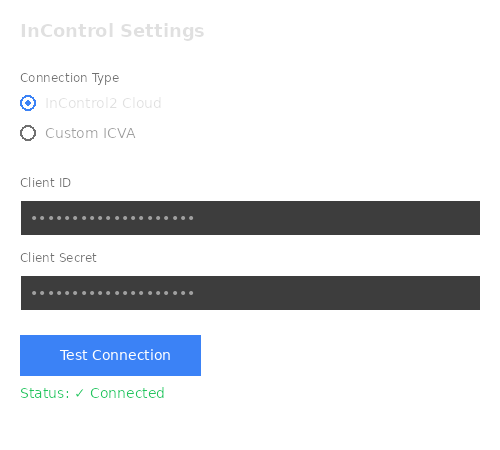 InControl Settings
Connection Type
InControl2 Cloud
Custom ICVA
Client ID
••••••••••••••••••••
Client Secret
••••••••••••••••••••
Test Connection
Status: ✓ Connected